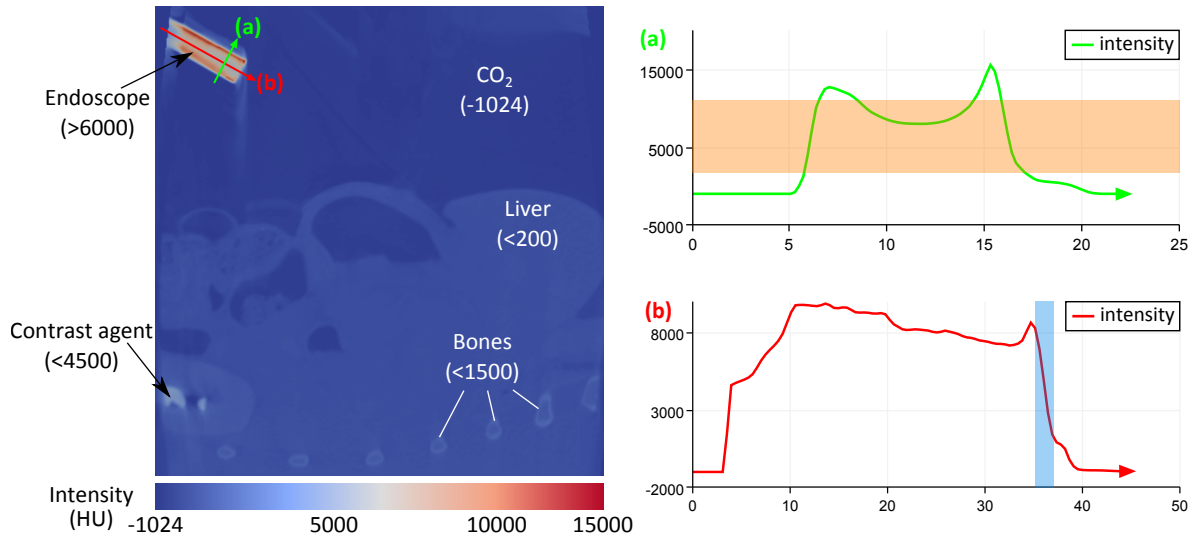 (a)
(b)
Endoscope
(>6000)
CO₂
(-1024)
Liver
(<200)
Contrast agent
(<4500)
Bones
(<1500)
Intensity
(HU)
-1024 5000 10000 15000
(a)
intensity
15000
5000
-5000
0 5 10 15 20 25
(b)
intensity
8000
3000
-2000
0 10 20 30 40 50